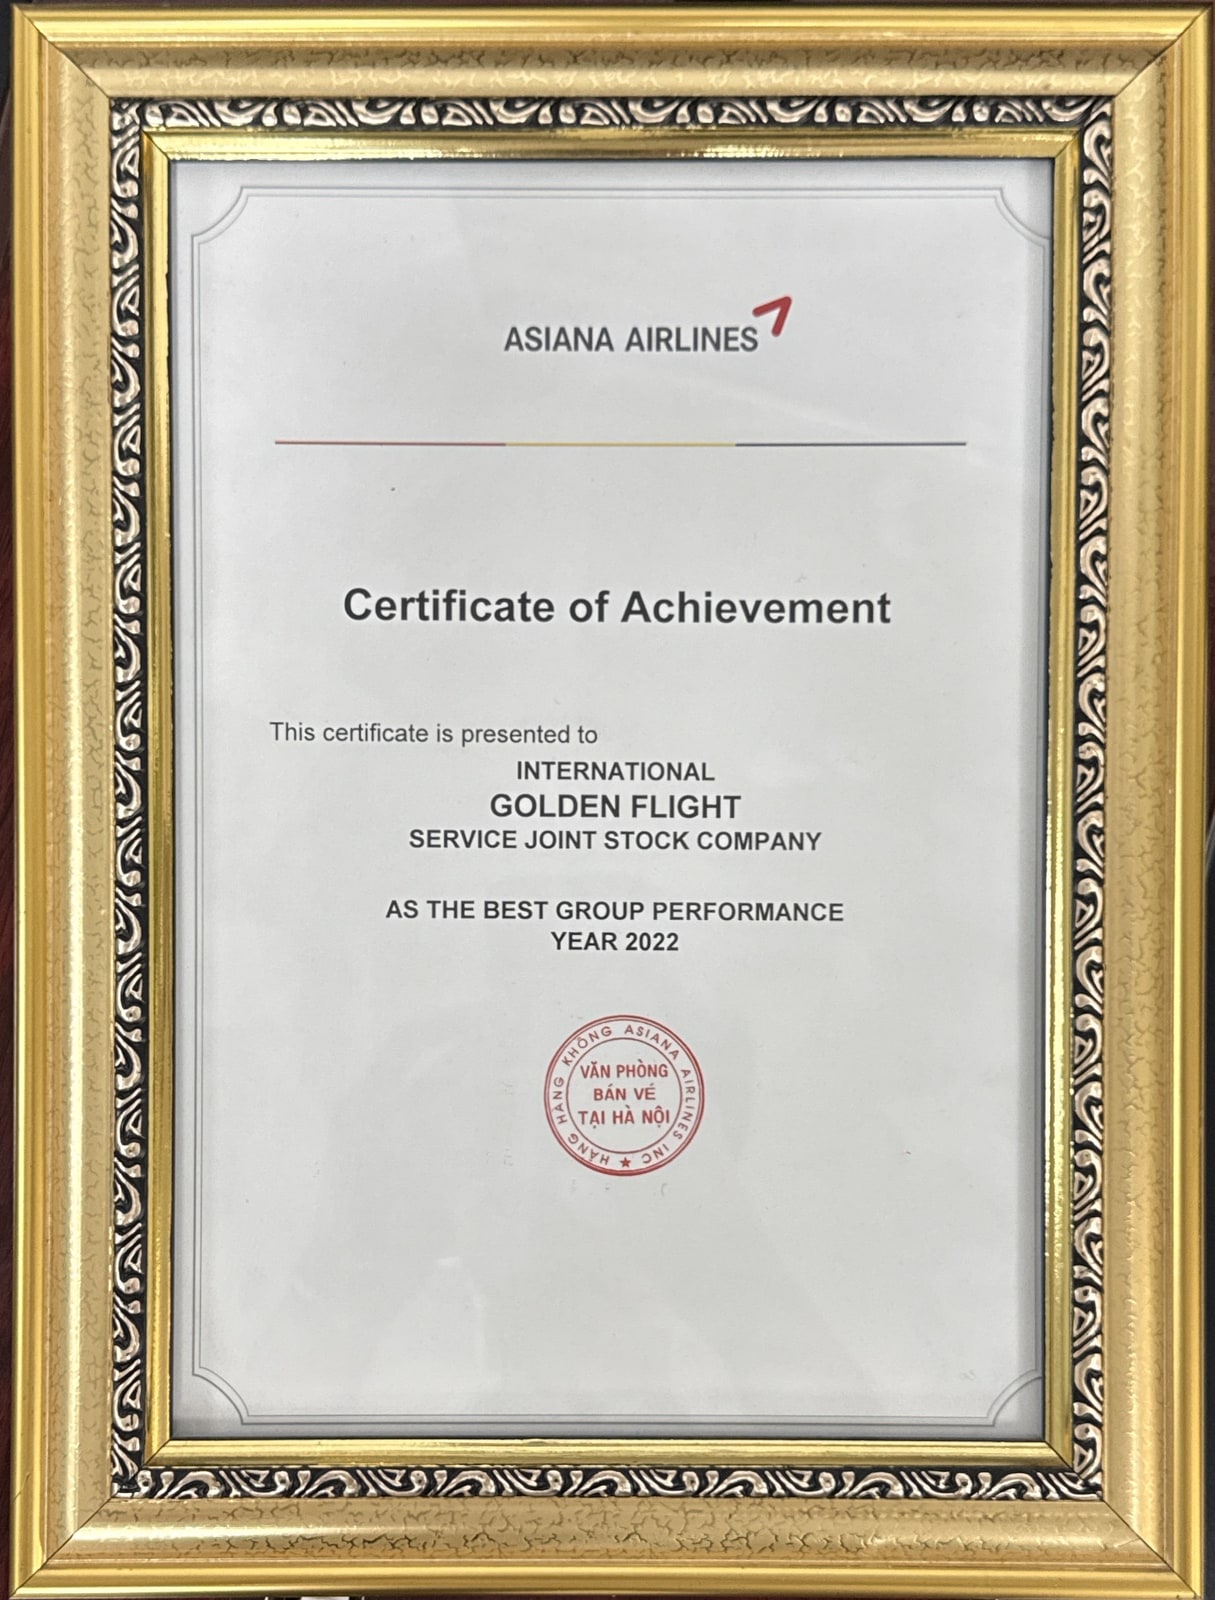 ASIANA AIRLINES
Certificate of Achievement
This certificate is presented to
INTERNATIONAL
GOLDEN FLIGHT
SERVICE JOINT STOCK COMPANY
AS THE BEST GROUP PERFORMANCE
YEAR 2022
HÃNG HÀNG KHÔNG ASIANA AIRLINES INC
VĂN PHÒNG
BÁN VÉ
TẠI HÀ NỘI